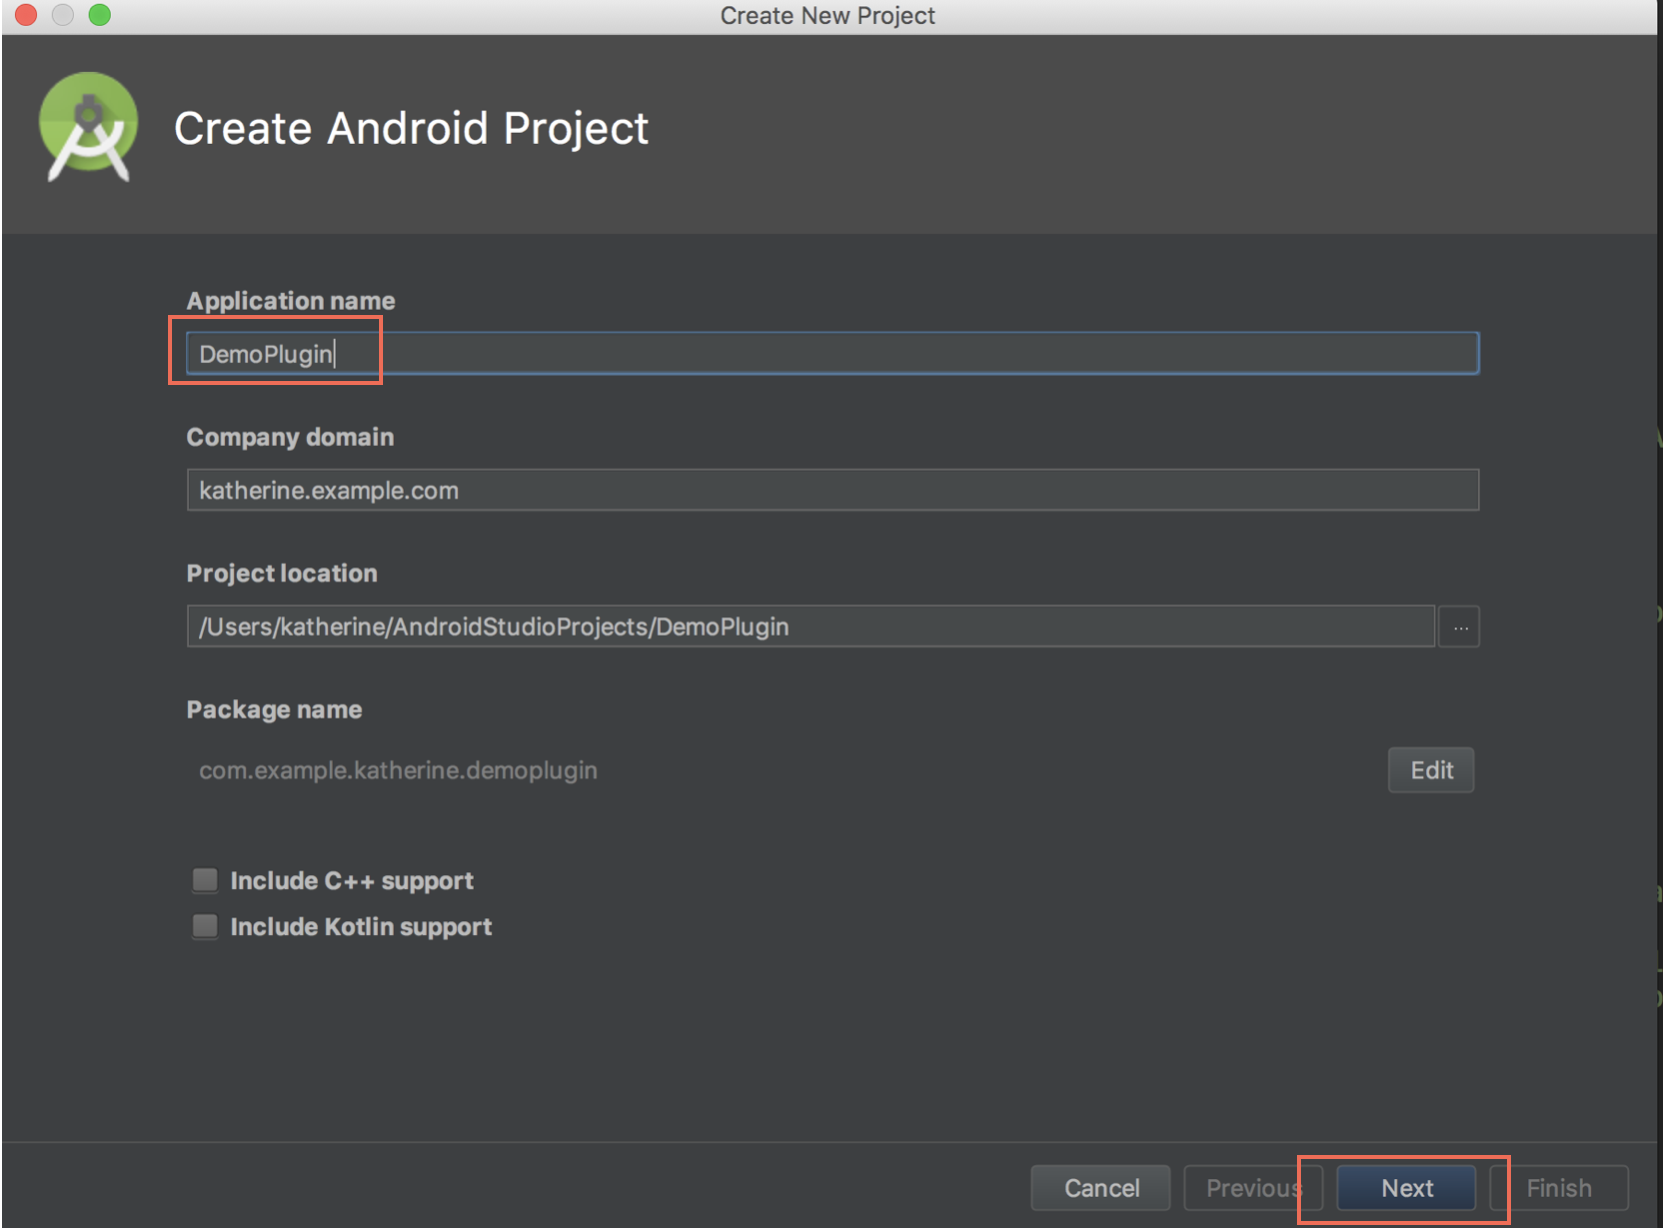 Create New Project
Create Android Project
Application name
DemoPlugin
Company domain
katherine.example.com
Project location
/Users/katherine/AndroidStudioProjects/DemoPlugin
...
Package name
com.example.katherine.demoplugin
Edit
Include C++ support
Include Kotlin support
Cancel Previous Next Finish